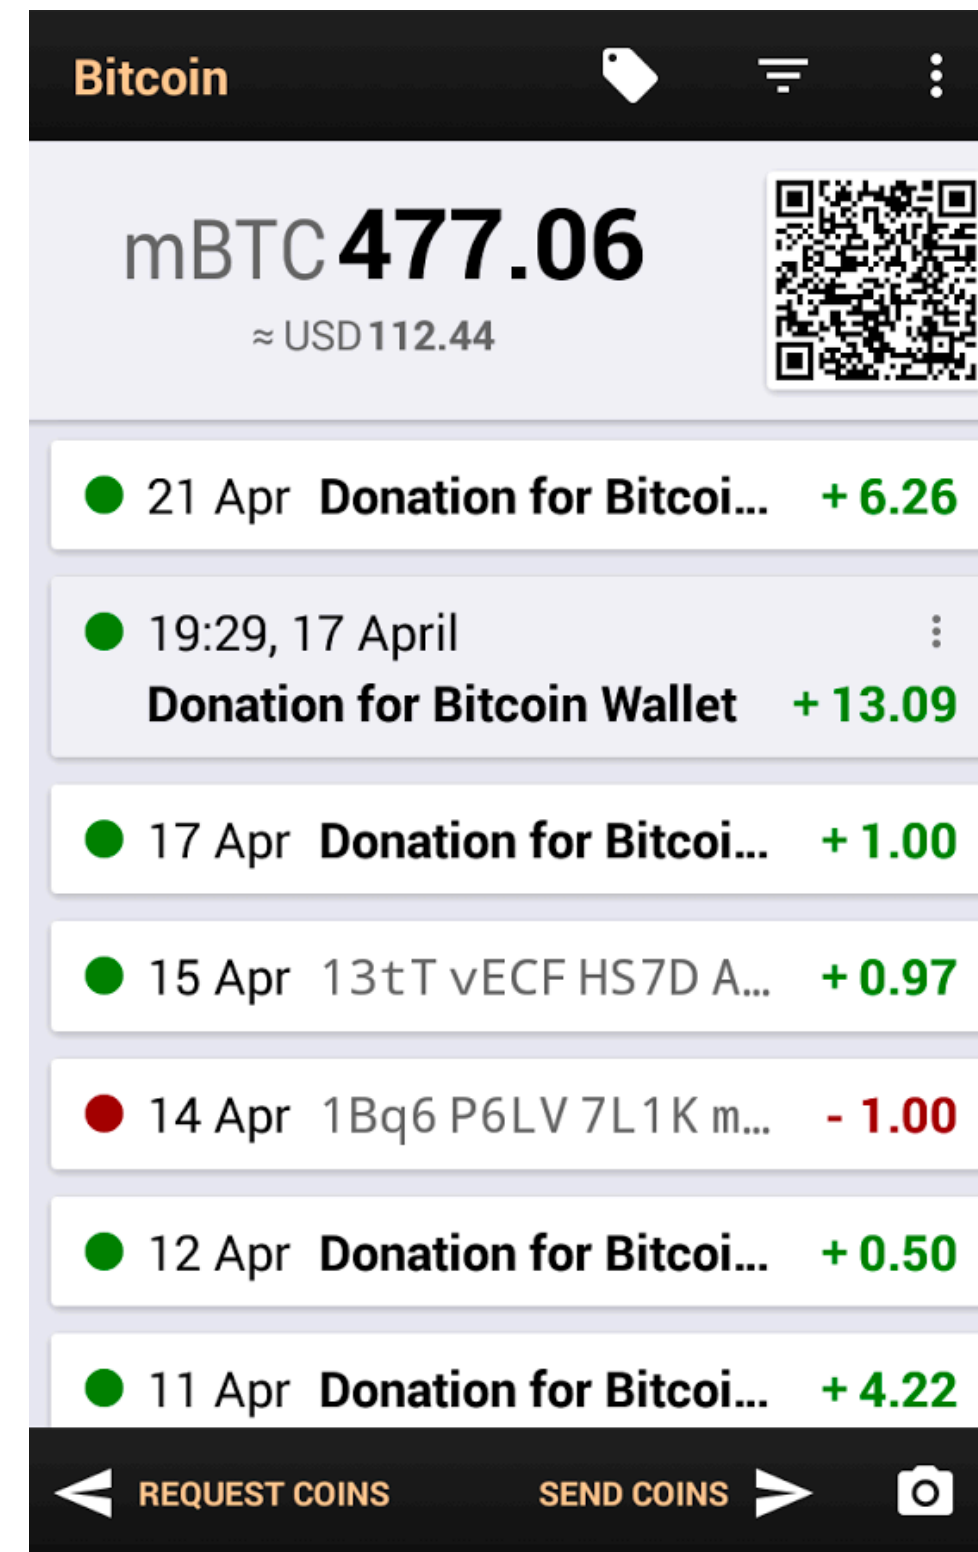 Bitcoin
mBTC 477.06
≈ USD 112.44
21 Apr Donation for Bitcoi... + 6.26
19:29, 17 April
Donation for Bitcoin Wallet + 13.09
17 Apr Donation for Bitcoi... + 1.00
15 Apr 13tT vECF HS7D A... + 0.97
14 Apr 1Bq6 P6LV 7L1K m... - 1.00
12 Apr Donation for Bitcoi... + 0.50
11 Apr Donation for Bitcoi... + 4.22
REQUEST COINS SEND COINS